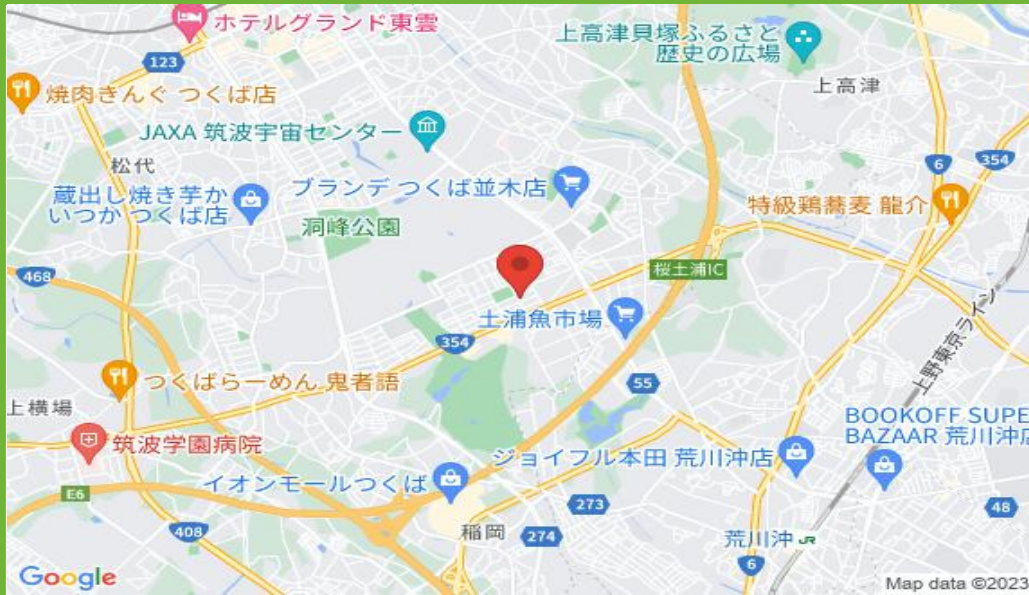 ホテルグランド東雲
上高津貝塚ふるさと
歴史の広場
123
上高津
焼肉きんぐ つくば店
JAXA 筑波宇宙センター
松代
6
354
ブランデ つくば並木店
蔵出し焼き芋か
いつか つくば店
特級鶏蕎麦 龍介
洞峰公園
468
桜土浦IC
土浦魚市場
354
上野東京ライン
つくばらーめん 鬼者語
55
上横場
BOOKOFF SUPE
BAZAAR 荒川沖店
筑波学園病院
ジョイフル本田 荒川沖店
イオンモールつくば
E6
273
48
408
稲岡
274
荒川沖 JR
6
Google
Map data ©2023